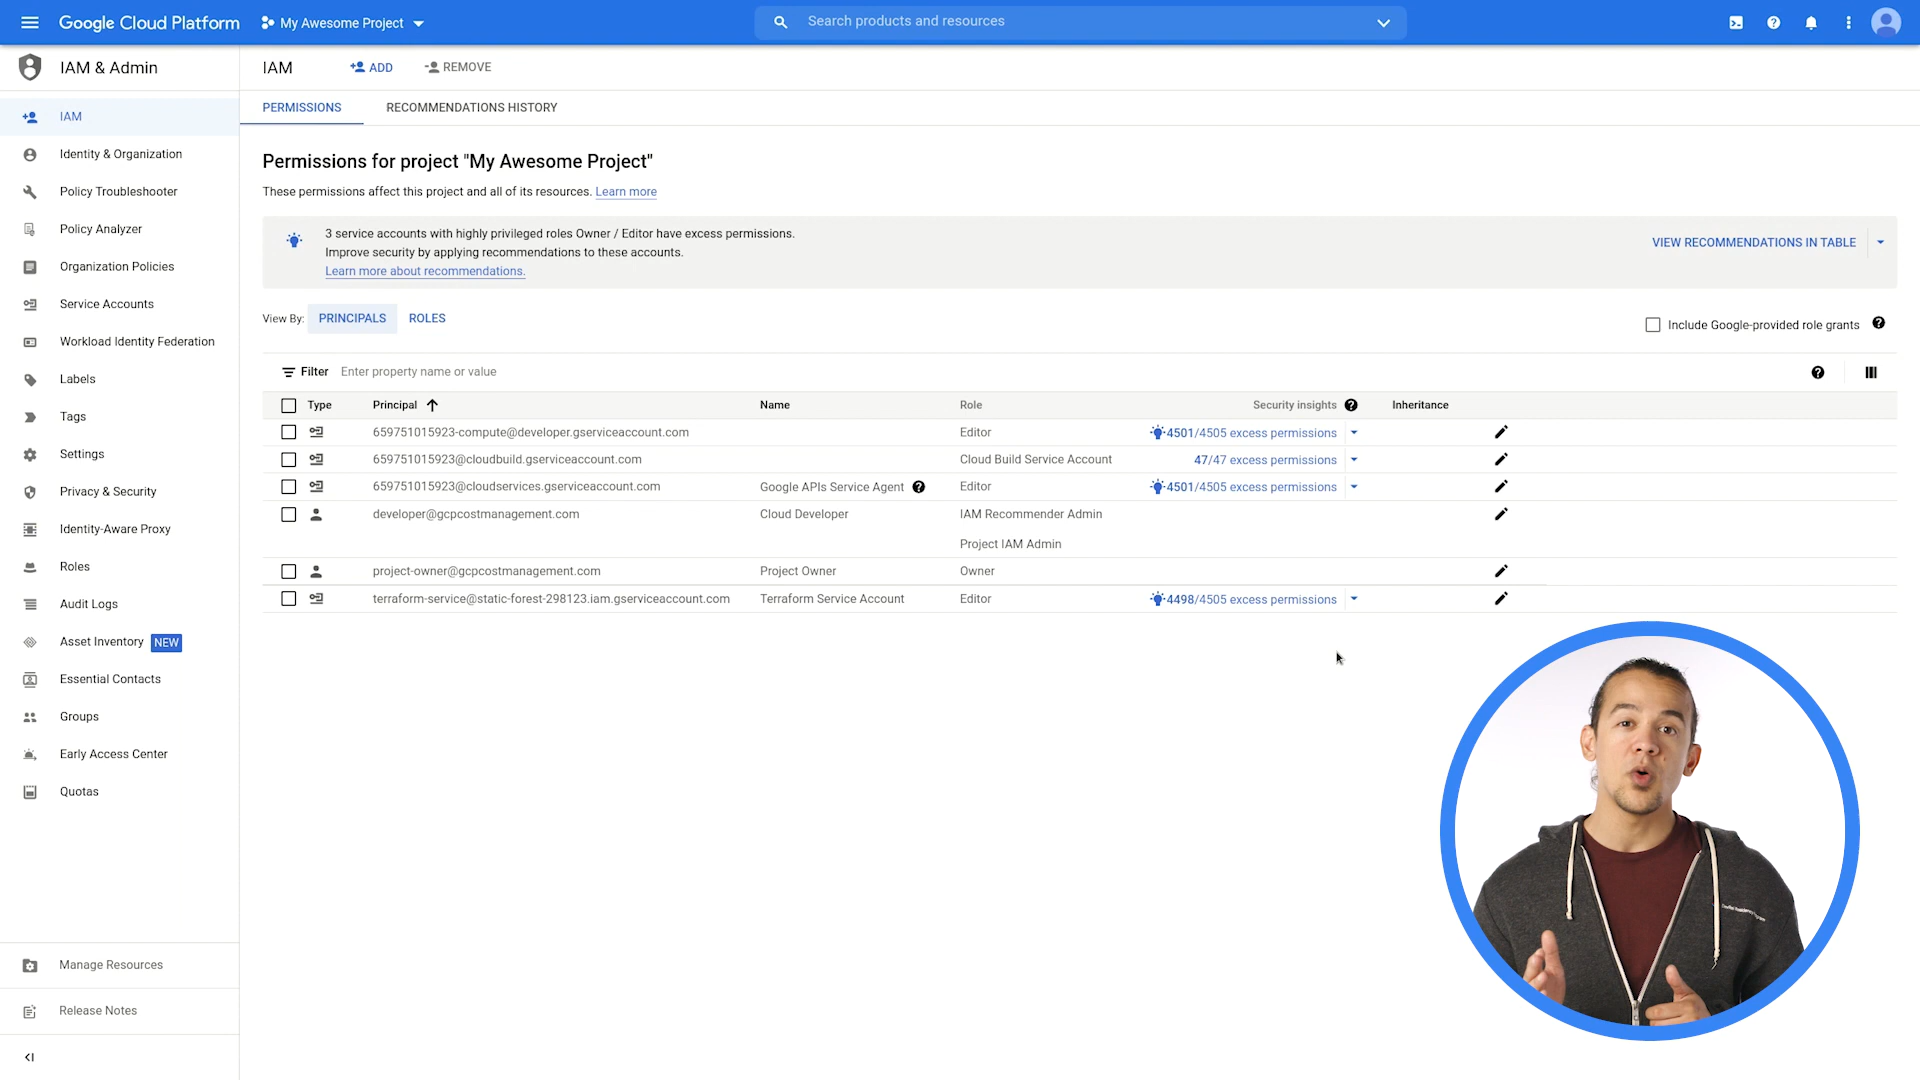 Google Cloud Platform
My Awesome Project
Search products and resources
IAM & Admin
IAM
ADD
REMOVE
PERMISSIONS
RECOMMENDATIONS HISTORY
IAM
Identity & Organization
Policy Troubleshooter
Policy Analyzer
Organization Policies
Service Accounts
Workload Identity Federation
Labels
Tags
Settings
Privacy & Security
Identity-Aware Proxy
Roles
Audit Logs
Asset Inventory NEW
Essential Contacts
Groups
Early Access Center
Quotas
Manage Resources
Release Notes
Permissions for project "My Awesome Project"
These permissions affect this project and all of its resources. Learn more
3 service accounts with highly privileged roles Owner / Editor have excess permissions.
Improve security by applying recommendations to these accounts.
Learn more about recommendations.
VIEW RECOMMENDATIONS IN TABLE
View By: PRINCIPALS ROLES
Include Google-provided role grants
Filter Enter property name or value
Type Principal Name Role Security insights Inheritance
659751015923-compute@developer.gserviceaccount.com Editor 4501/4505 excess permissions
659751015923@cloudbuild.gserviceaccount.com Cloud Build Service Account 47/47 excess permissions
659751015923@cloudservices.gserviceaccount.com Google APIs Service Agent Editor 4501/4505 excess permissions
developer@gcpcostmanagement.com Cloud Developer IAM Recommender Admin
Project IAM Admin
project-owner@gcpcostmanagement.com Project Owner Owner
terraform-service@static-forest-298123.iam.gserviceaccount.com Terraform Service Account Editor 4498/4505 excess permissions